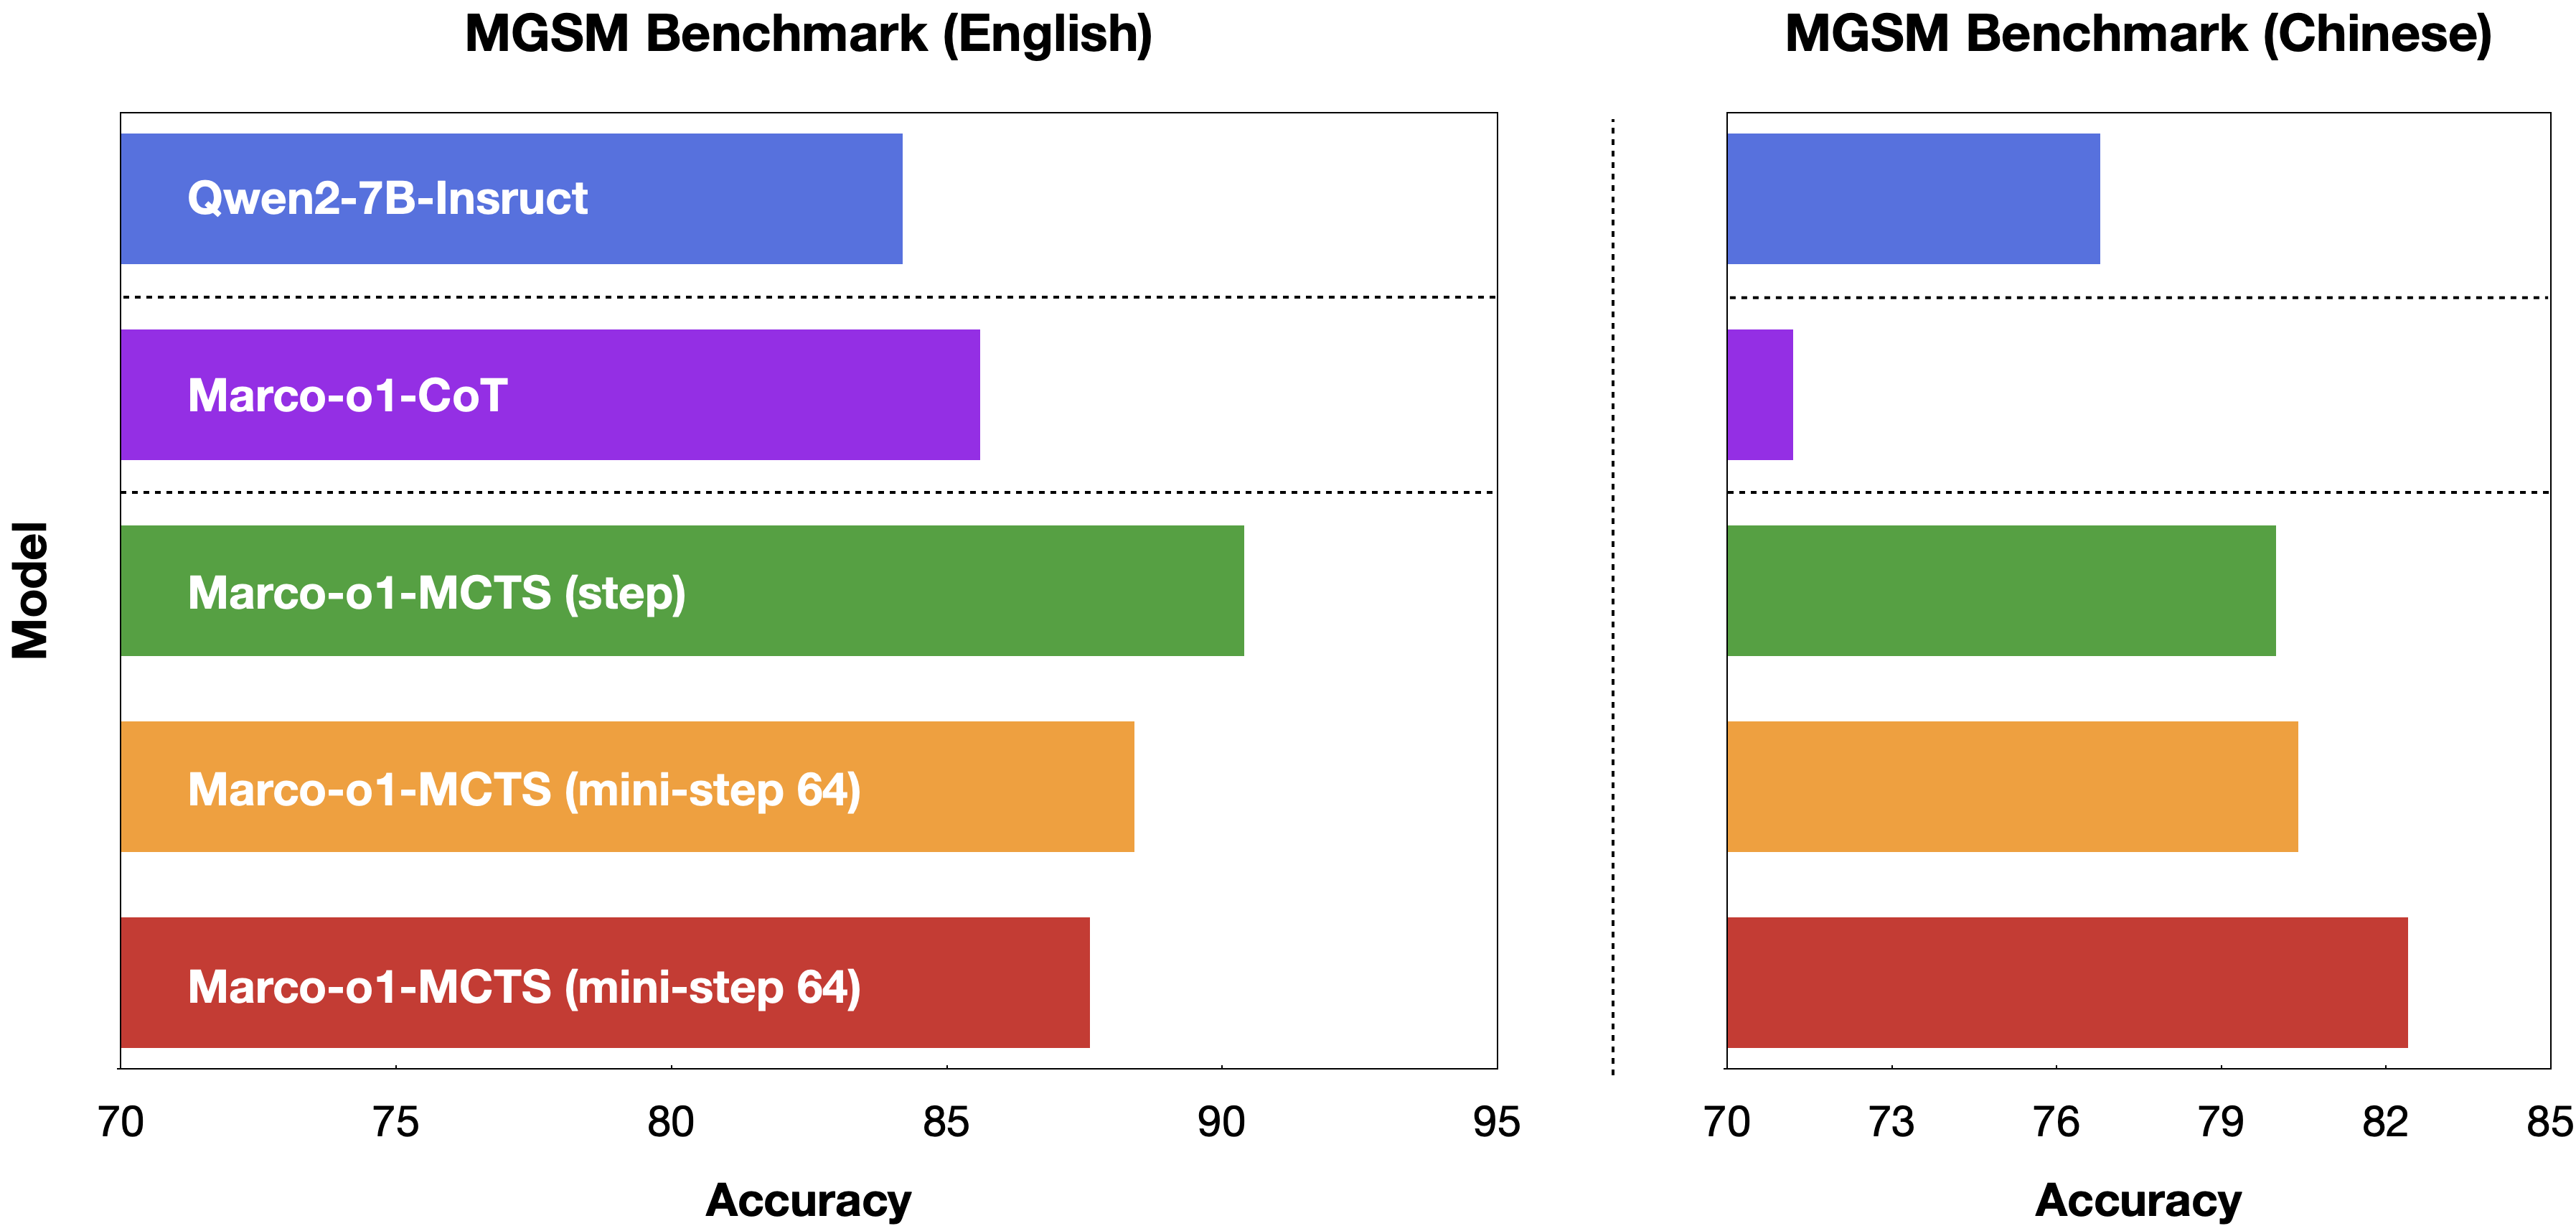 MGSM Benchmark (English)
MGSM Benchmark (Chinese)
Model
Qwen2-7B-Insruct
Marco-o1-CoT
Marco-o1-MCTS (step)
Marco-o1-MCTS (mini-step 64)
Marco-o1-MCTS (mini-step 64)
70 75 80 85 90 95
Accuracy
70 73 76 79 82 85
Accuracy